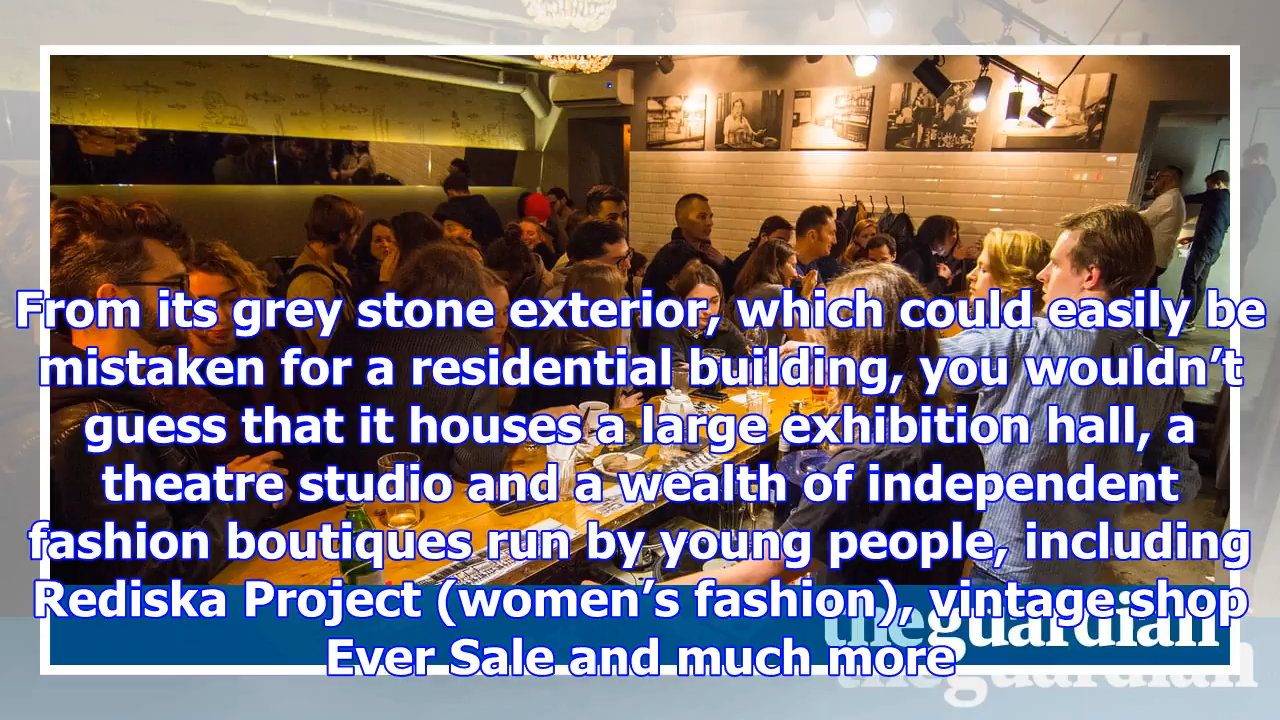 From its grey stone exterior, which could easily be
mistaken for a residential building, you wouldn’t
guess that it houses a large exhibition hall, a
theatre studio and a wealth of independent
fashion boutiques run by young people, including
Rediska Project (women’s fashion), vintage shop
Ever Sale and much more
theguardian
theguardian